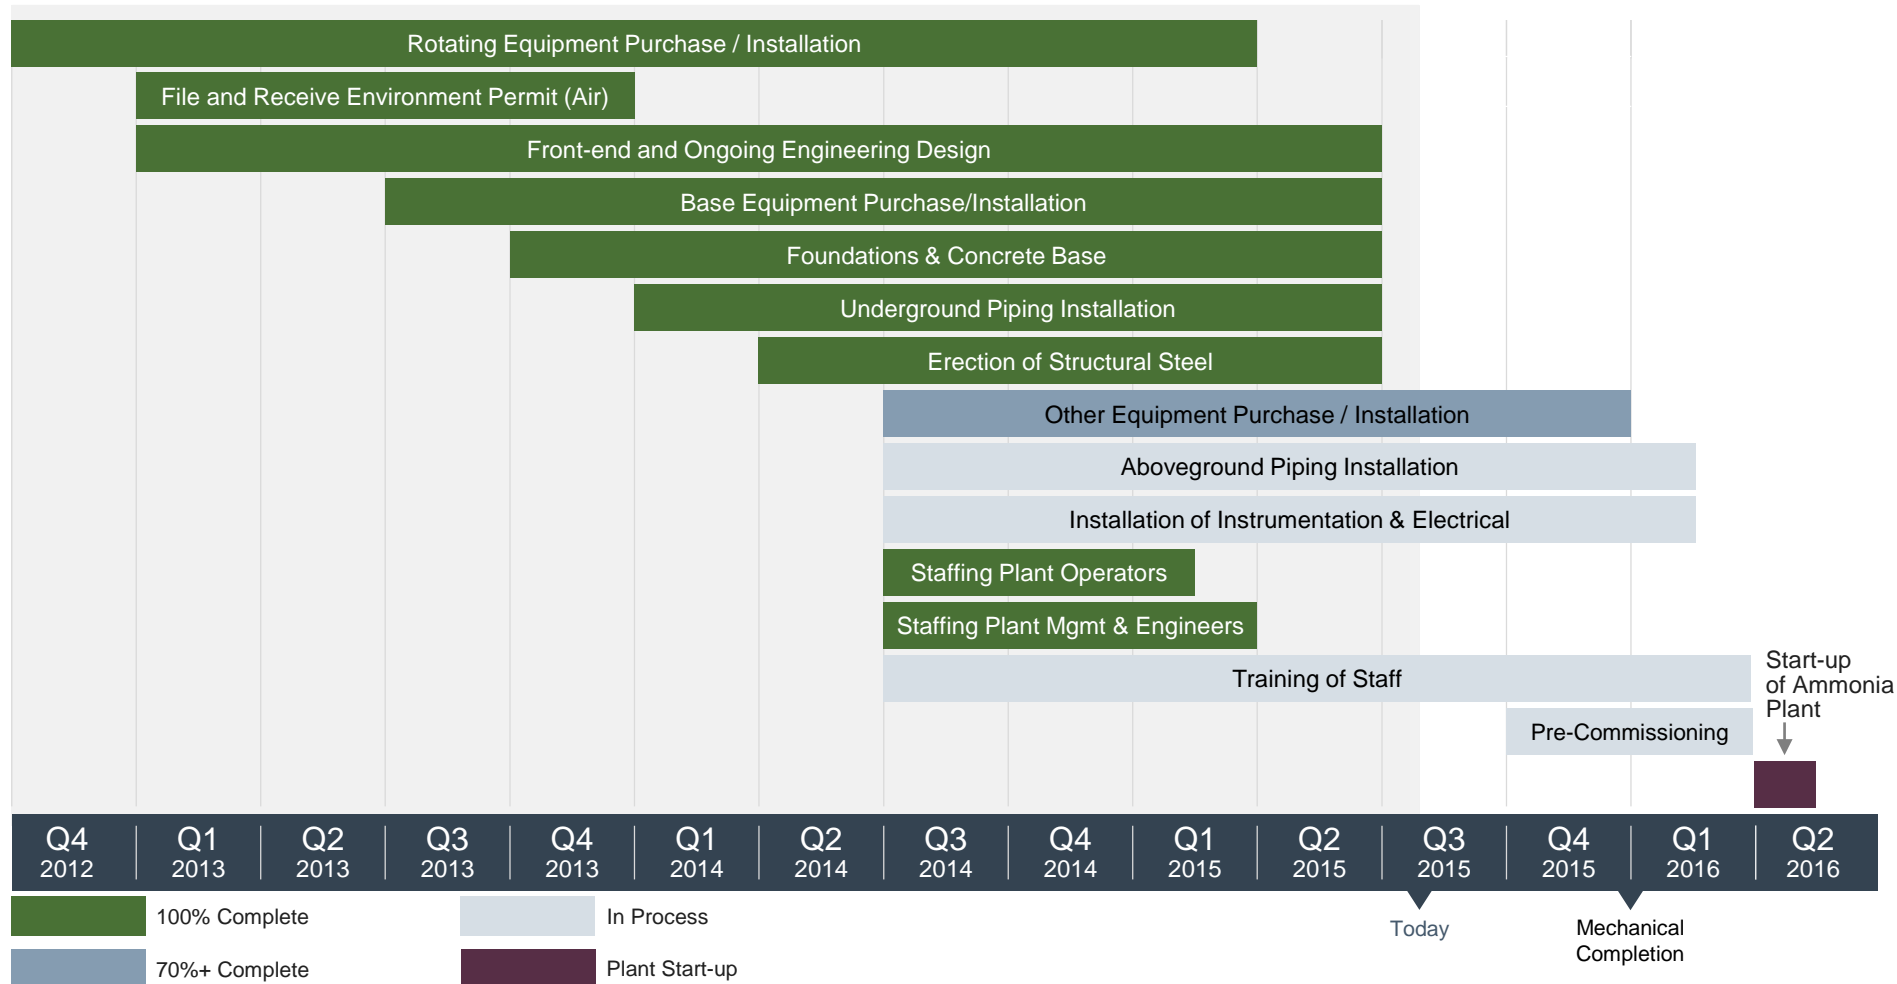 Rotating Equipment Purchase / Installation
File and Receive Environment Permit (Air)
Front-end and Ongoing Engineering Design
Base Equipment Purchase/Installation
Foundations & Concrete Base
Underground Piping Installation
Erection of Structural Steel
Other Equipment Purchase / Installation
Aboveground Piping Installation
Installation of Instrumentation & Electrical
Staffing Plant Operators
Staffing Plant Mgmt & Engineers
Training of Staff
Start-up
of Ammonia
Plant
Pre-Commissioning
Q4 Q1 Q2 Q3 Q4 Q1 Q2 Q3 Q4 Q1 Q2 Q3 Q4 Q1 Q2
2012 2013 2013 2013 2013 2014 2014 2014 2014 2015 2015 2015 2015 2016 2016
100% Complete
In Process
Today
Mechanical
Completion
70%+ Complete
Plant Start-up